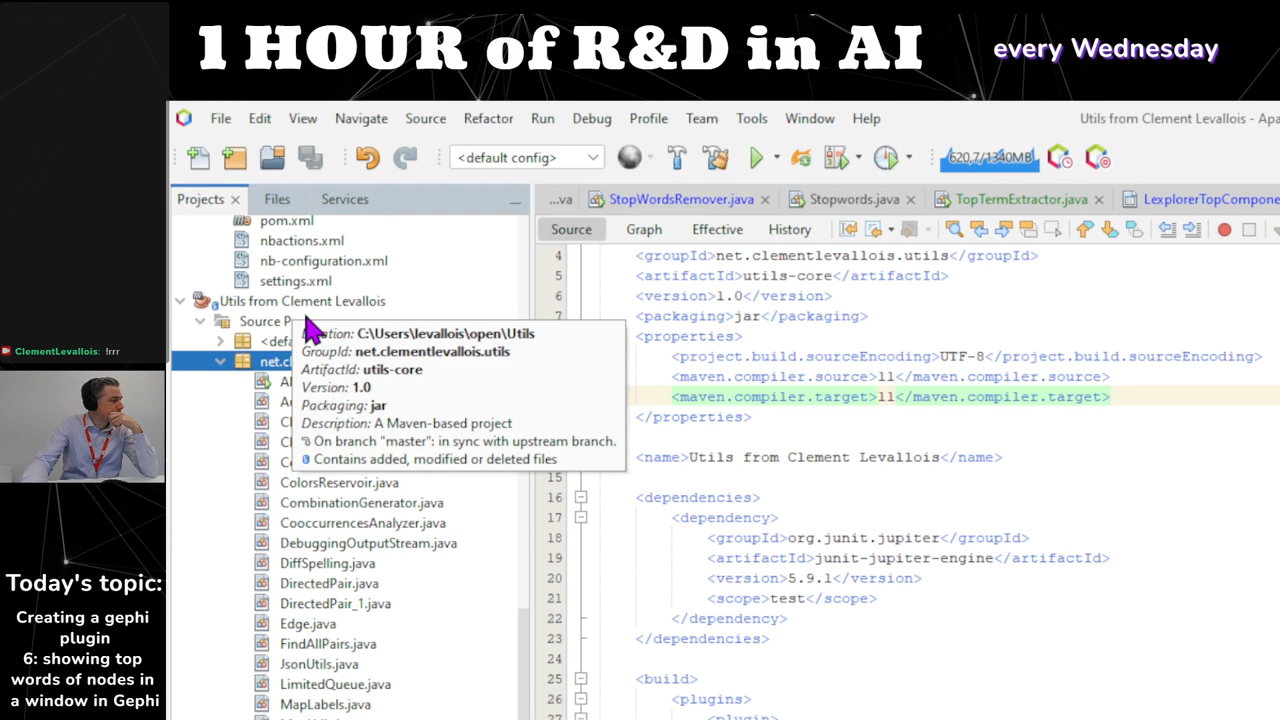 1 HOUR of R&D in AI
every Wednesday
File Edit View Navigate Source Refactor Run Debug Profile Team Tools Window Help
Utils from Clement Levallois - Apa
<default config>
620,7/1340MB
Projects Files Services
...va StopWordsRemover.java Stopwords.java TopTermExtractor.java LexplorerTopCompone
Source Graph Effective History
pom.xml
nbactions.xml
nb-configuration.xml
settings.xml
Utils from Clement Levallois
Source P
<defa
net.cl
ColorsReservoir.java
CombinationGenerator.java
CooccurrencesAnalyzer.java
DebuggingOutputStream.java
DiffSpelling.java
DirectedPair.java
DirectedPair_1.java
Edge.java
FindAllPairs.java
JsonUtils.java
LimitedQueue.java
MapLabels.java
C:\Users\levallois\open\Utils
GroupId: net.clementlevallois.utils
ArtifactId: utils-core
Version: 1.0
Packaging: jar
Description: A Maven-based project
On branch "master": in sync with upstream branch.
Contains added, modified or deleted files
4 <groupId>net.clementlevallois.utils</groupId>
5 <artifactId>utils-core</artifactId>
6 <version>1.0</version>
7 <packaging>jar</packaging>
<properties>
<project.build.sourceEncoding>UTF-8</project.build.sourceEncoding>
<maven.compiler.source>11</maven.compiler.source>
<maven.compiler.target>11</maven.compiler.target>
</properties>
<name>Utils from Clement Levallois</name>
15
16 <dependencies>
17 <dependency>
18 <groupId>org.junit.jupiter</groupId>
19 <artifactId>junit-jupiter-engine</artifactId>
20 <version>5.9.1</version>
21 <scope>test</scope>
22 </dependency>
23 </dependencies>
24
25 <build>
26 <plugins>
27 <plugin>
ClementLevallois: !rrr
Today's topic:
Creating a gephi
plugin
6: showing top
words of nodes in
a window in Gephi